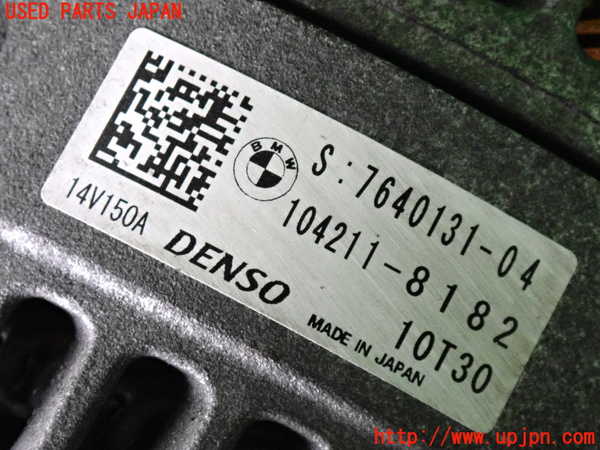 USED PARTS JAPAN
BMW
S:7640131-04
104211-8182
14V150A
DENSO
10T30
MADE IN JAPAN
http://www.upjpn.com/